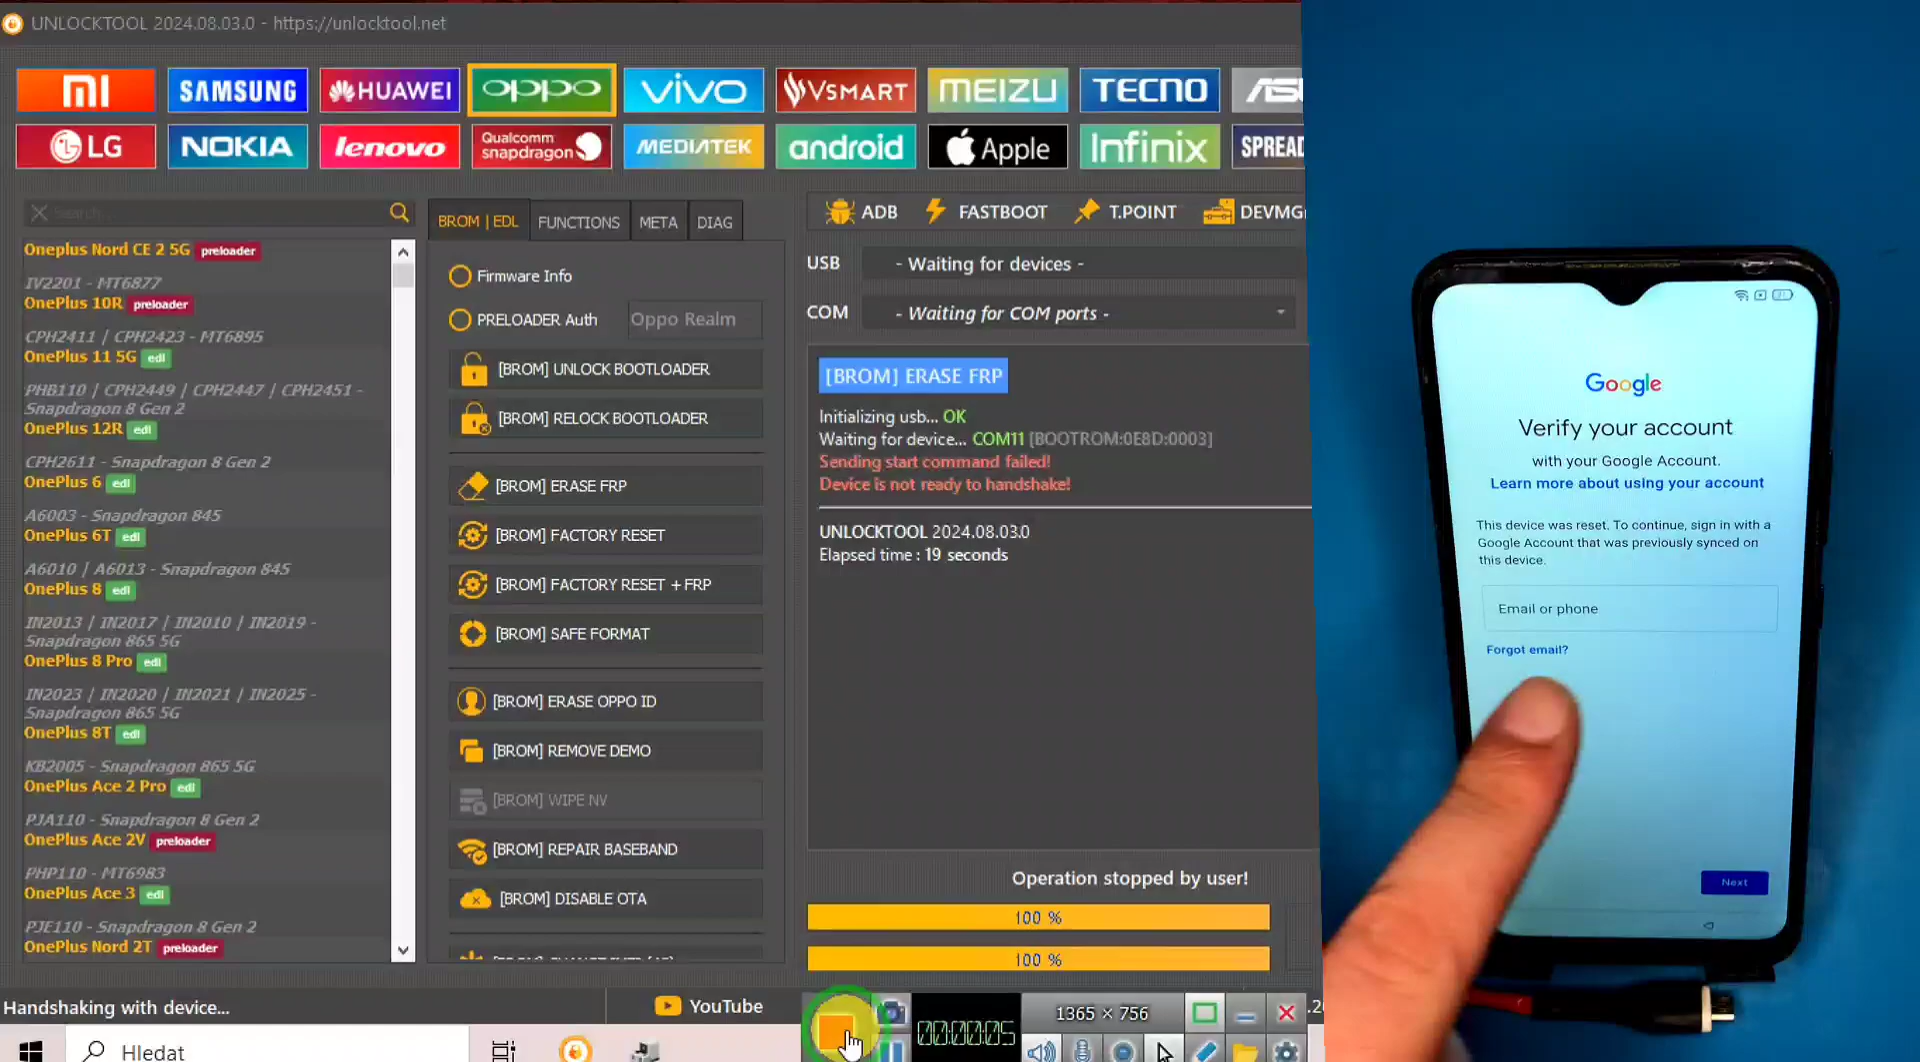 UNLOCKTOOL 2024.08.03.0 - https://unlocktool.net
mi SAMSUNG HUAWEI oppo vivo VSMART MEIZU TECNO
LG NOKIA lenovo Qualcomm snapdragon MEDIATEK android Apple Infinix SPREAD
Search...
Oneplus Nord CE 2 5G preloader
IV2201 - MT6877
OnePlus 10R preloader
CPH2411 | CPH2423 - MT6895
OnePlus 11 5G edl
PHB110 | CPH2449 | CPH2447 | CPH2451 -
Snapdragon 8 Gen 2
OnePlus 12R edl
CPH2611 - Snapdragon 8 Gen 2
OnePlus 6 edl
A6003 - Snapdragon 845
OnePlus 6T edl
A6010 | A6013 - Snapdragon 845
OnePlus 8 edl
IN2013 | IN2017 | IN2010 | IN2019 -
Snapdragon 865 5G
OnePlus 8 Pro edl
IN2023 | IN2020 | IN2021 | IN2025 -
Snapdragon 865 5G
OnePlus 8T edl
KB2005 - Snapdragon 865 5G
OnePlus Ace 2 Pro edl
PJA110 - Snapdragon 8 Gen 2
OnePlus Ace 2V preloader
PHP110 - MT6983
OnePlus Ace 3 edl
PJE110 - Snapdragon 8 Gen 2
OnePlus Nord 2T preloader
BROM | EDL FUNCTIONS META DIAG
Firmware Info
PRELOADER Auth Oppo Realm
[BROM] UNLOCK BOOTLOADER
[BROM] RELOCK BOOTLOADER
[BROM] ERASE FRP
[BROM] FACTORY RESET
[BROM] FACTORY RESET + FRP
[BROM] SAFE FORMAT
[BROM] ERASE OPPO ID
[BROM] REMOVE DEMO
[BROM] WIPE NV
[BROM] REPAIR BASEBAND
[BROM] DISABLE OTA
ADB FASTBOOT T.POINT DEVMG
USB - Waiting for devices -
COM - Waiting for COM ports -
[BROM] ERASE FRP
Initializing usb... OK
Waiting for device... COM11 [BOOTROM:0E8D:0003]
Sending start command failed!
Device is not ready to handshake!
UNLOCKTOOL 2024.08.03.0
Elapsed time : 19 seconds
Operation stopped by user!
100 %
100 %
Handshaking with device...
YouTube
00:00:05
1365 × 756
Hledat
Google
Verify your account
with your Google Account.
Learn more about using your account
This device was reset. To continue, sign in with a
Google Account that was previously synced on
this device.
Email or phone
Forgot email?
Next